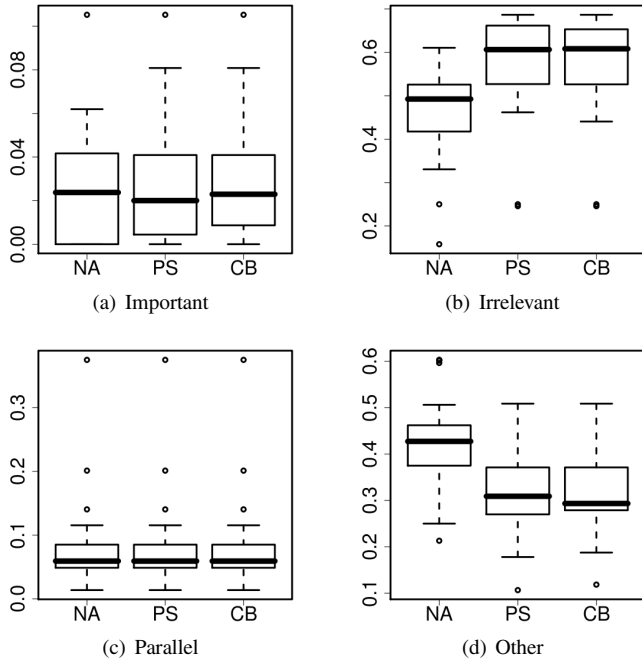 0.00 0.04 0.08
NA PS CB
(a) Important
0.2 0.4 0.6
NA PS CB
(b) Irrelevant
0.0 0.1 0.2 0.3
NA PS CB
(c) Parallel
0.1 0.2 0.3 0.4 0.5 0.6
NA PS CB
(d) Other